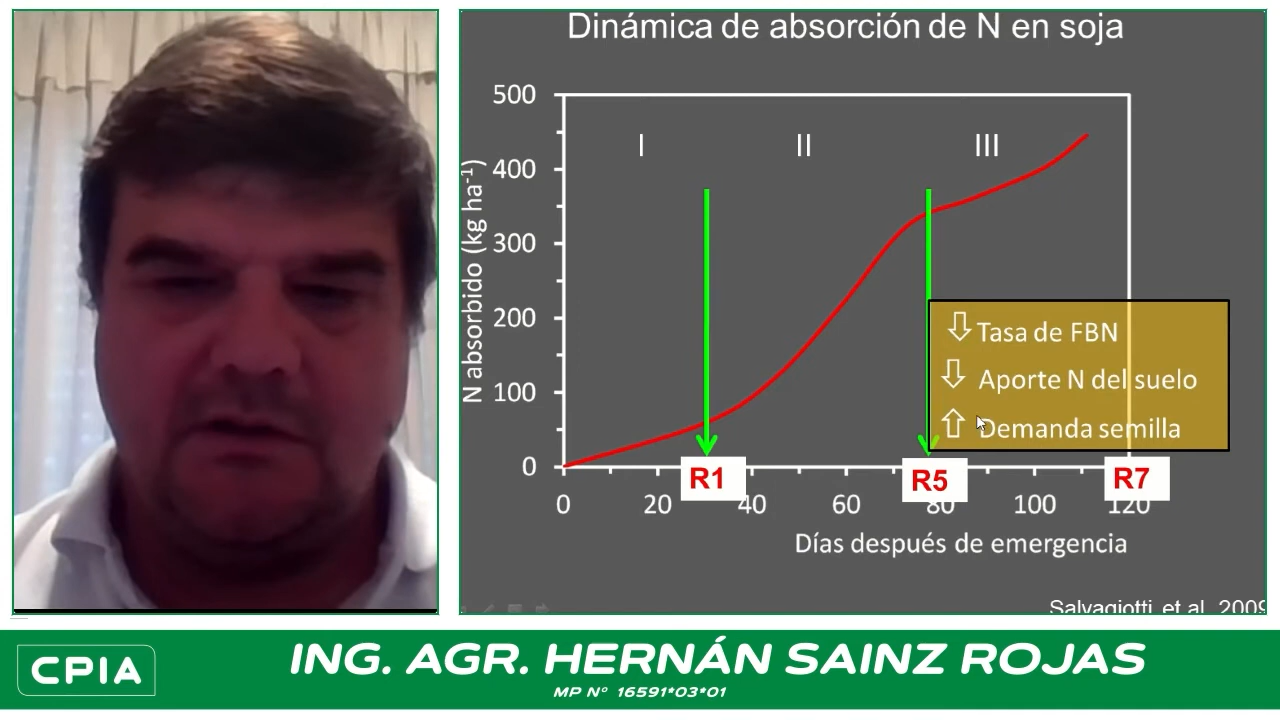 Dinámica de absorción de N en soja
500
400
300
200
100
0
N absorbido (kg ha-1)
I II III
Tasa de FBN
Aporte N del suelo
Demanda semilla
R1 R5 R7
0 20 40 60 80 100 120
Días después de emergencia
Salvagiotti et al. 2009
CPIA
ING. AGR. HERNÁN SAINZ ROJAS
MP Nº 16591*03*01